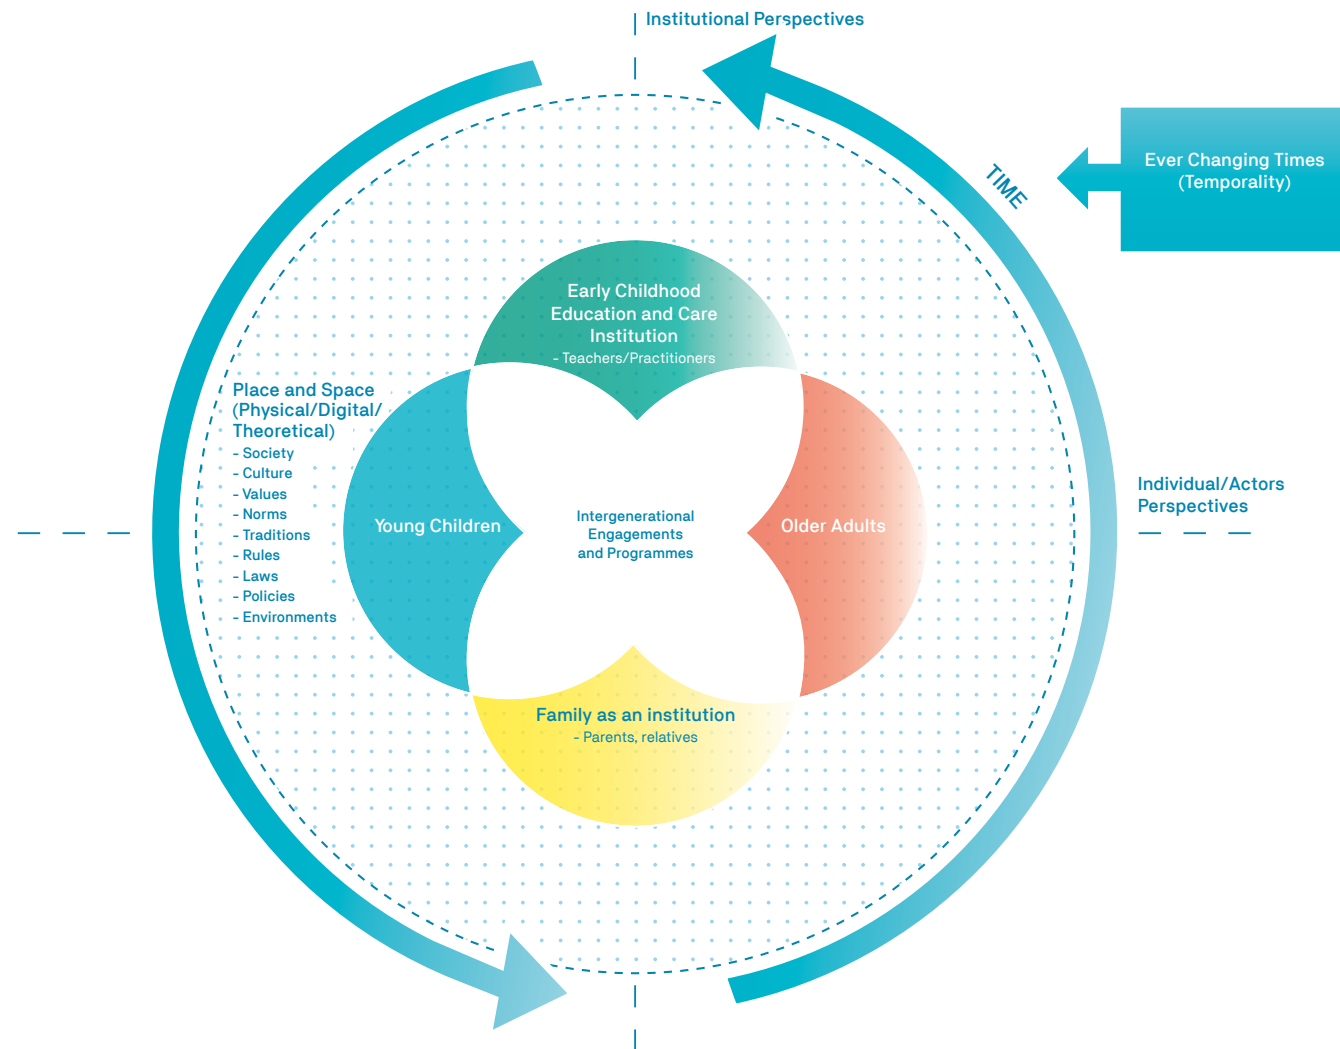 Institutional Perspectives
Ever Changing Times
(Temporality)
TIME
Early Childhood
Education and Care
Institution
- Teachers/Practitioners
Place and Space
(Physical/Digital/
Theoretical)
- Society
- Culture
- Values
- Norms
- Traditions
- Rules
- Laws
- Policies
- Environments
Young Children
Intergenerational
Engagements
and Programmes
Older Adults
Individual/Actors
Perspectives
Family as an institution
- Parents, relatives